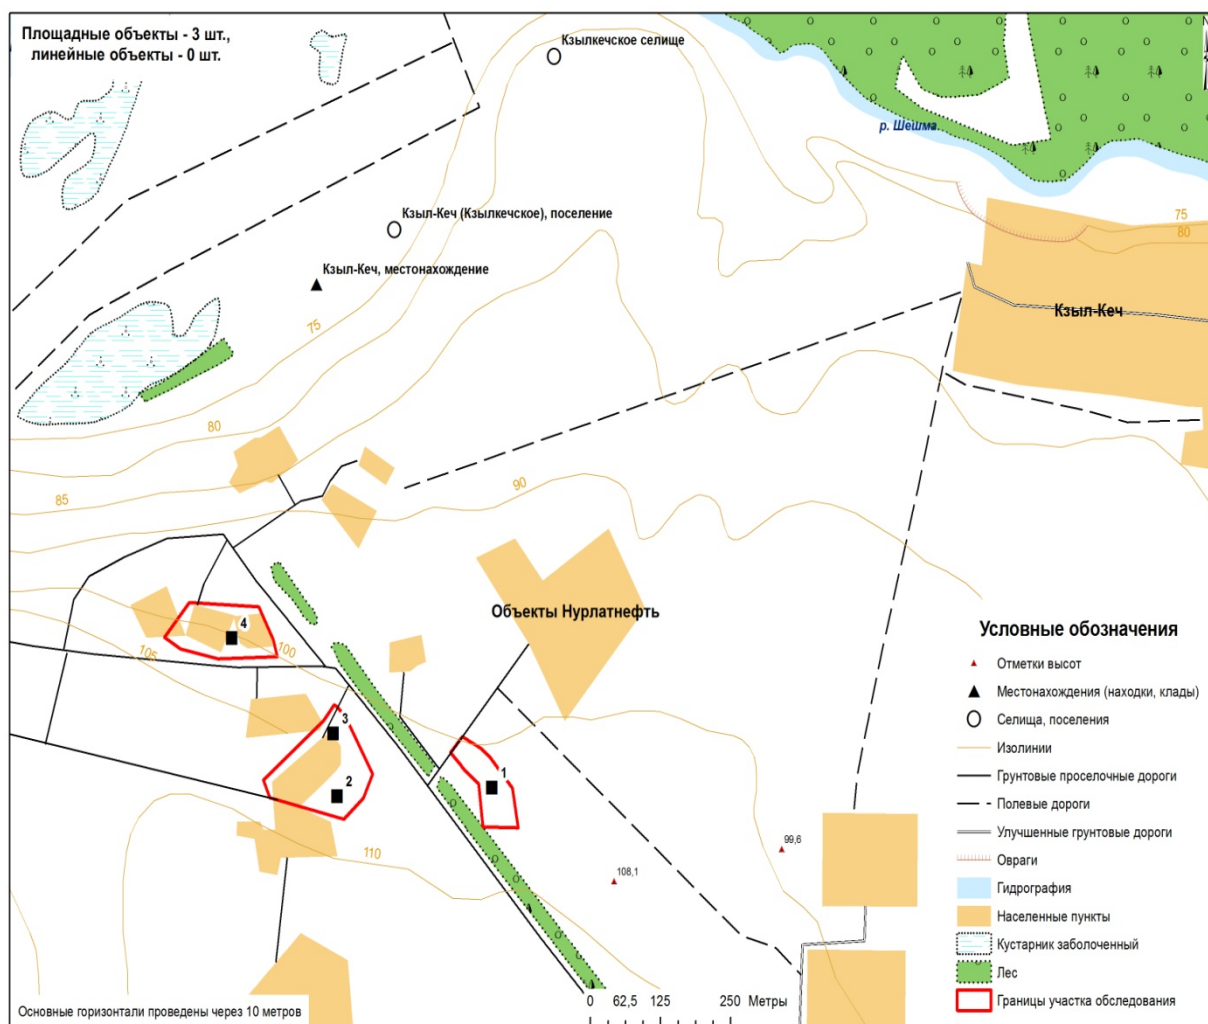 Площадные объекты - 3 шт.,
линейные объекты - 0 шт.
Кзылкечское селище
N
р. Шешма
Кзыл-Кеч (Кзылкечское), поселение
75
80
Кзыл-Кеч, местонахождение
Кзыл-Кеч
75
80
85
90
Объекты Нурлатнефть
4
100
105
3
2
1
110
99,6
108,1
Условные обозначения
Отметки высот
Местонахождения (находки, клады)
Селища, поселения
Изолинии
Грунтовые проселочные дороги
Полевые дороги
Улучшенные грунтовые дороги
Овраги
Гидрография
Населенные пункты
Кустарник заболоченный
Лес
Границы участка обследования
0 62,5 125 250 Метры
Основные горизонтали проведены через 10 метров